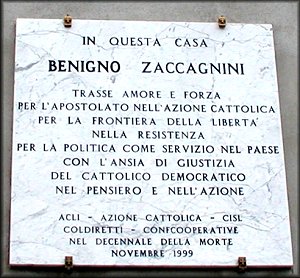 IN QUESTA CASA
BENIGNO ZACCAGNINI
TRASSE AMORE E FORZA
PER L'APOSTOLATO NELL'AZIONE CATTOLICA
PER LA FRONTIERA DELLA LIBERTA'
NELLA RESISTENZA
PER LA POLITICA COME SERVIZIO NEL PAESE
CON L'ANSIA DI GIUSTIZIA
DEL CATTOLICO DEMOCRATICO
NEL PENSIERO E NELL'AZIONE
ACLI - AZIONE CATTOLICA - CISL
COLDIRETTI - CONFCOOPERATIVE
NEL DECENNALE DELLA MORTE
NOVEMBRE 1999